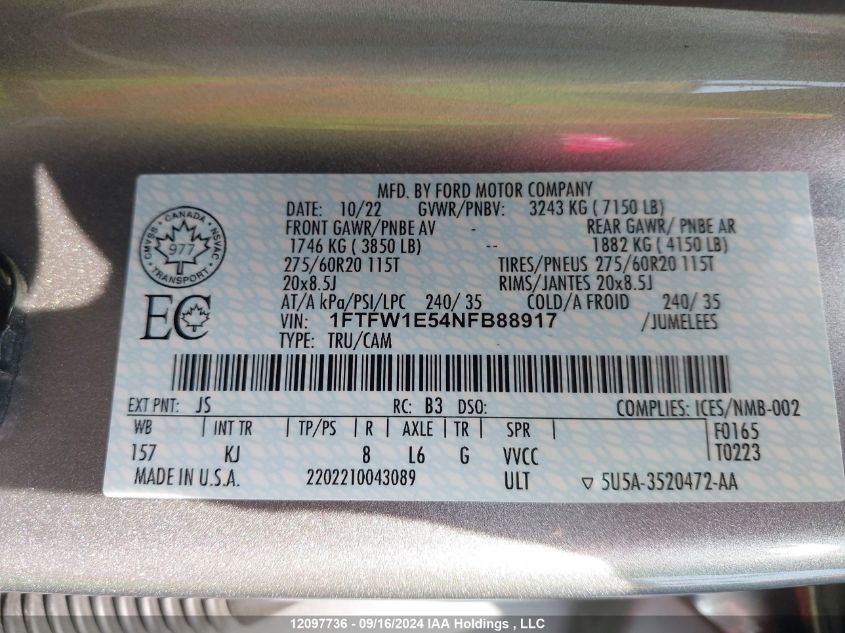 MFD. BY FORD MOTOR COMPANY
DATE: 10/22 GVWR/PNBV: 3243 KG ( 7150 LB)
FRONT GAWR/PNBE AV - REAR GAWR/ PNBE AR
1746 KG ( 3850 LB) -- 1882 KG ( 4150 LB)
275/60R20 115T TIRES/PNEUS 275/60R20 115T
20x8.5J RIMS/JANTES 20x8.5J
AT/A kPa/PSI/LPC 240/ 35 COLD/A FROID 240/ 35
VIN: 1FTFW1E54NFB88917 /JUMELEES
TYPE: TRU/CAM
CANADA
CMVSS NSVAC
977
TRANSPORT
EC
EXT PNT: JS RC: B3 DSO: COMPLIES: ICES/NMB-002
WB INT TR TP/PS R AXLE TR SPR F0165
157 KJ 8 L6 G VVCC T0223
MADE IN U.S.A. 2202210043089 ULT ▽ 5U5A-3520472-AA
12097736 - 09/16/2024 IAA Holdings , LLC